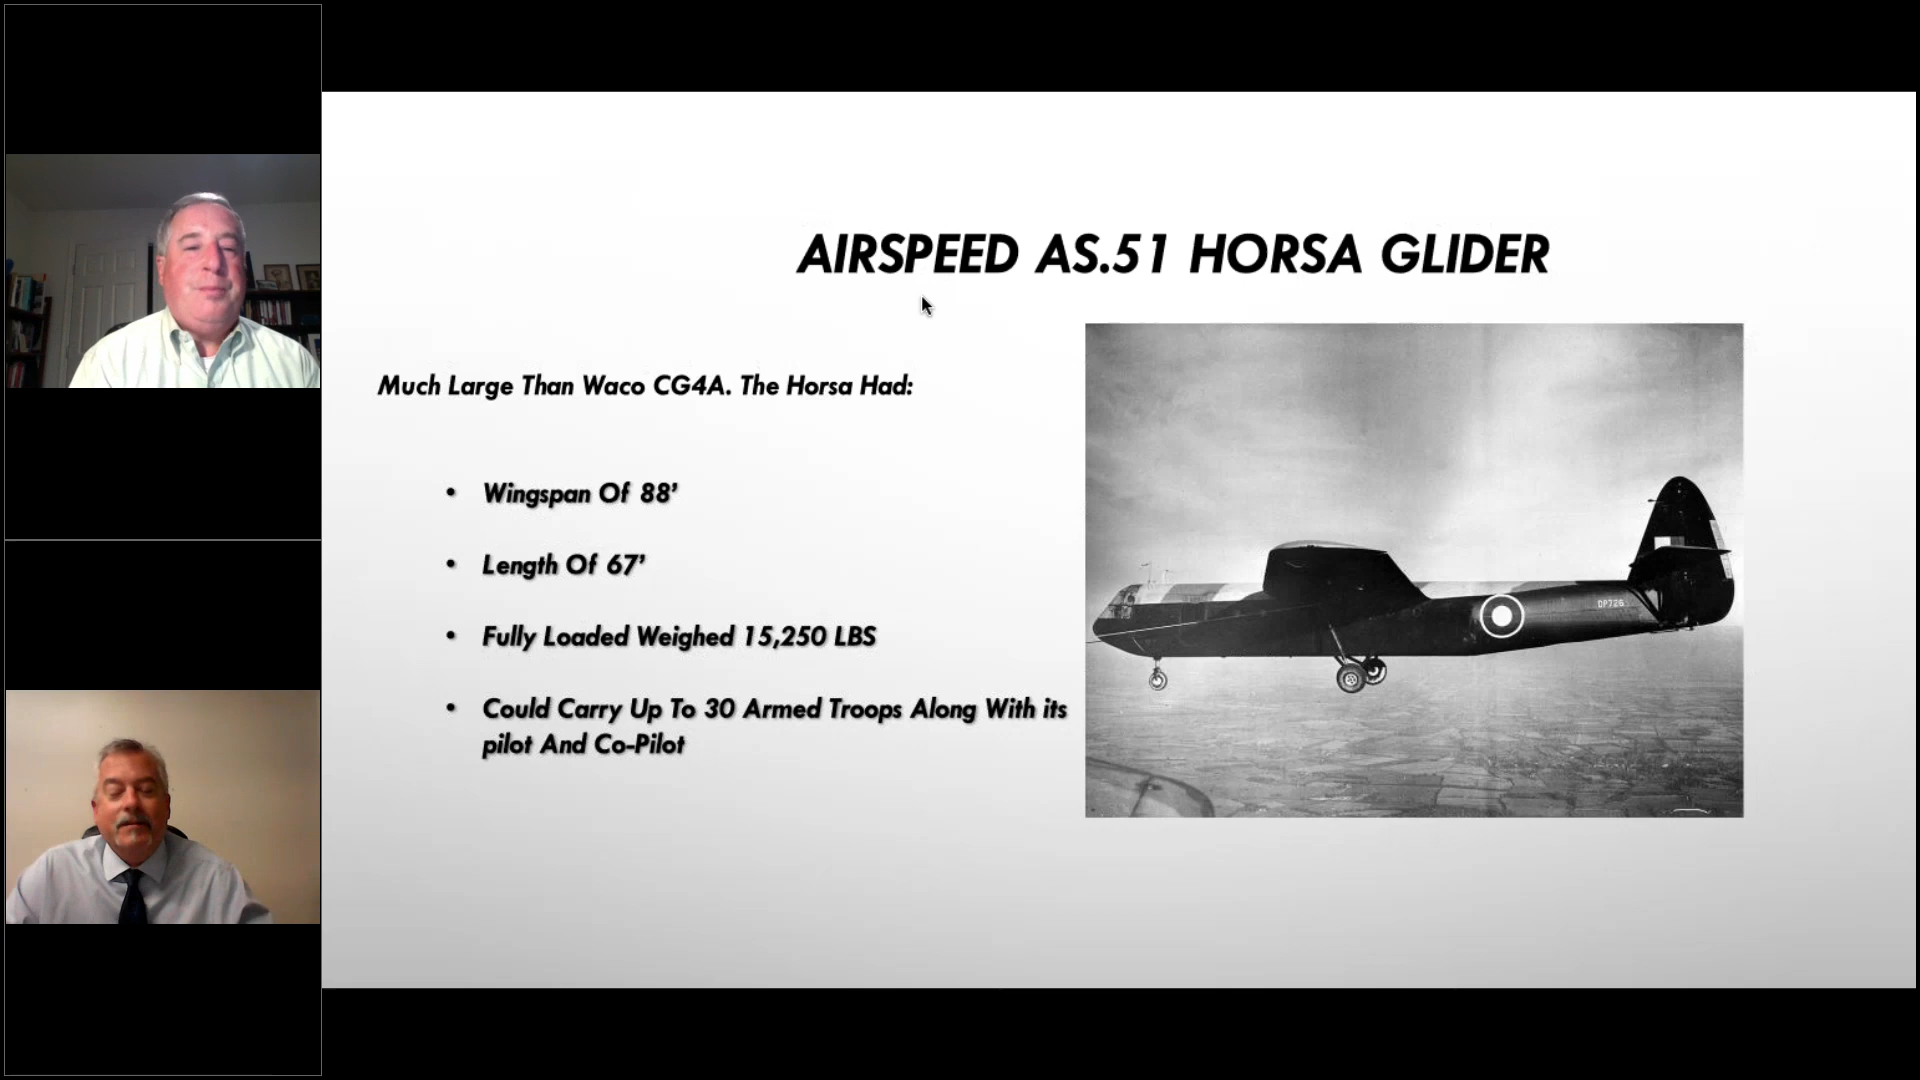 AIRSPEED AS.51 HORSA GLIDER
Much Large Than Waco CG4A. The Horsa Had:
• Wingspan Of 88’
• Length Of 67’
• Fully Loaded Weighed 15,250 LBS
• Could Carry Up To 30 Armed Troops Along With its
pilot And Co-Pilot
DP726